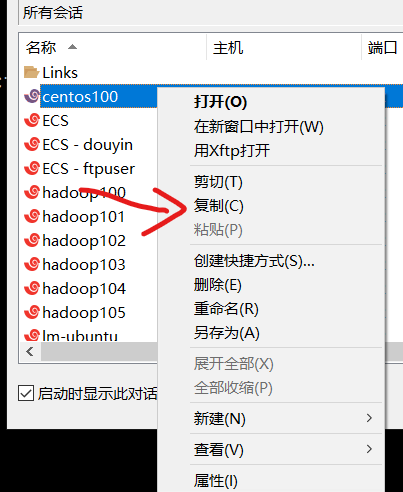 所有会话
名称 主机 端口
Links
centos100
ECS
ECS - douyin
ECS - ftpuser
hadoop100
hadoop101
hadoop102
hadoop103
hadoop104
hadoop105
lm-ubuntu
启动时显示此对话
打开(O)
在新窗口中打开(W)
用Xftp打开
剪切(T)
复制(C)
粘贴(P)
创建快捷方式(S)...
删除(E)
重命名(R)
另存为(A)
展开全部(X)
全部收缩(P)
新建(N)
查看(V)
属性(I)